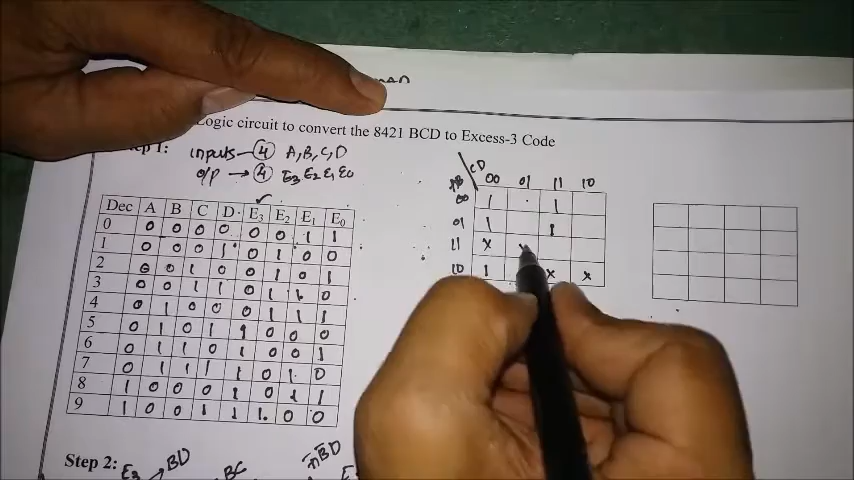 Logic circuit to convert the 8421 BCD to Excess-3 Code
inputs 4 A, B, C, D
o/p → 4 E3 E2 E1 E0
Dec A B C D E3 E2 E1 E0
0 0 0 0 0 0 0 1 1
1 0 0 0 1 0 1 0 0
2 0 0 1 0 0 1 0 1
3 0 0 1 1 0 1 1 0
4 0 1 0 0 0 1 1 1
5 0 1 0 1 1 0 0 0
6 0 1 1 0 1 0 0 1
7 0 1 1 1 1 0 1 0
8 1 0 0 0 1 0 1 1
9 1 0 0 1 1 1 0 0
CD
AB 00 01 11 10
00 1 1
01 1 1
11 x x
10 1 x x
Step 2: E3 BD
BC